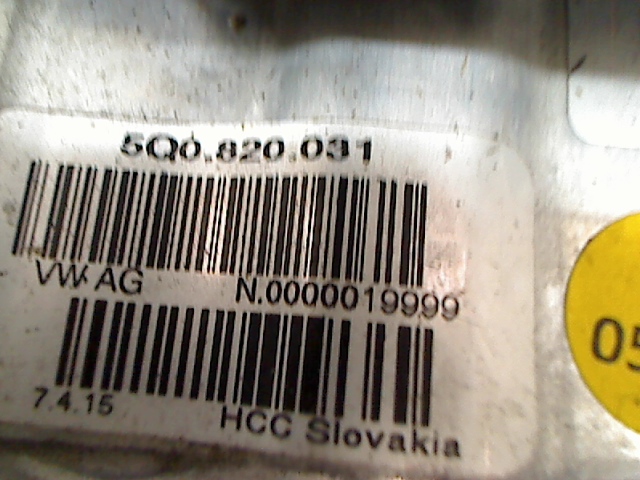 5Q0.820.031
VW AG N.0000019999
7.4.15 HCC Slovakia
05